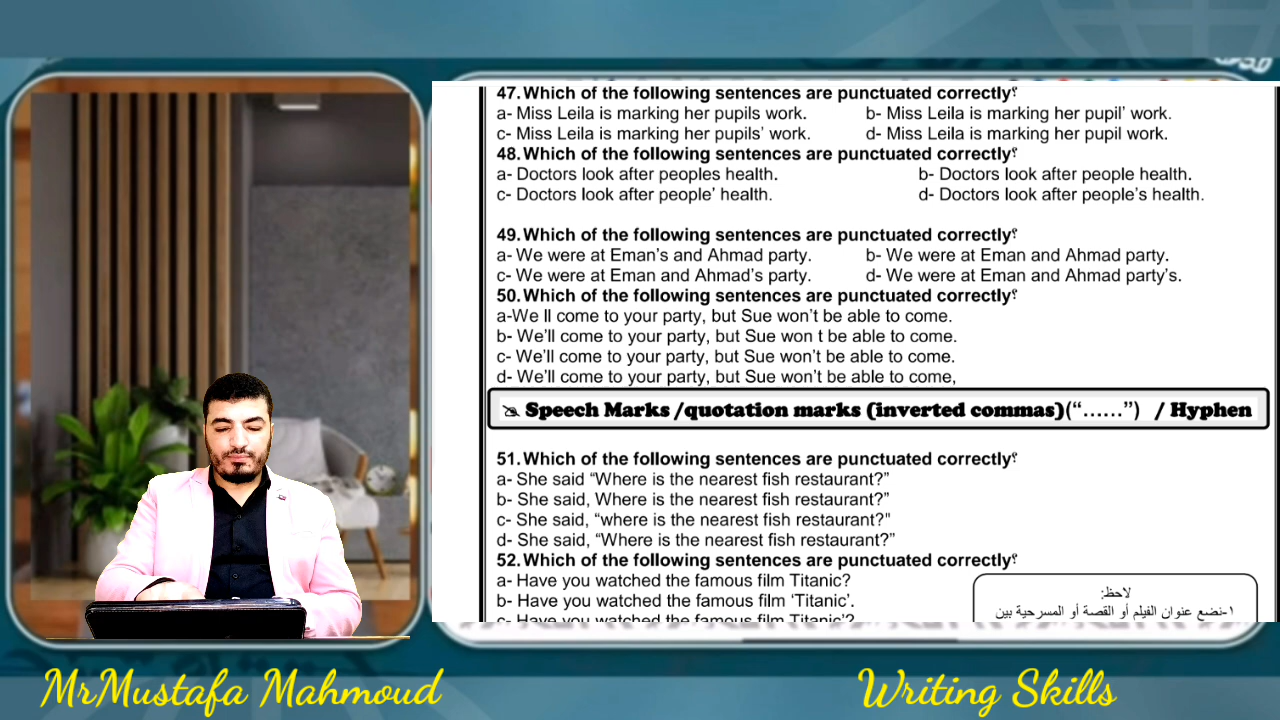 47. Which of the following sentences are punctuated correctly؟
a- Miss Leila is marking her pupils work. b- Miss Leila is marking her pupil’ work.
c- Miss Leila is marking her pupils’ work. d- Miss Leila is marking her pupil work.
48. Which of the following sentences are punctuated correctly؟
a- Doctors look after peoples health. b- Doctors look after people health.
c- Doctors look after people’ health. d- Doctors look after people’s health.
49. Which of the following sentences are punctuated correctly؟
a- We were at Eman’s and Ahmad party. b- We were at Eman and Ahmad party.
c- We were at Eman and Ahmad’s party. d- We were at Eman and Ahmad party’s.
50. Which of the following sentences are punctuated correctly؟
a-We ll come to your party, but Sue won’t be able to come.
b- We’ll come to your party, but Sue won t be able to come.
c- We’ll come to your party, but Sue won’t be able to come.
d- We’ll come to your party, but Sue won’t be able to come,
Speech Marks /quotation marks (inverted commas)(“……”) / Hyphen
51. Which of the following sentences are punctuated correctly؟
a- She said “Where is the nearest fish restaurant?”
b- She said, Where is the nearest fish restaurant?”
c- She said, “where is the nearest fish restaurant?"
d- She said, “Where is the nearest fish restaurant?”
52. Which of the following sentences are punctuated correctly؟
a- Have you watched the famous film Titanic?
b- Have you watched the famous film ‘Titanic’.
c- Have you watched the famous film Titanic’?
لاحظ:
١-نضع عنوان الفيلم أو القصة أو المسرحية بين
MrMustafa Mahmoud
Writing Skills